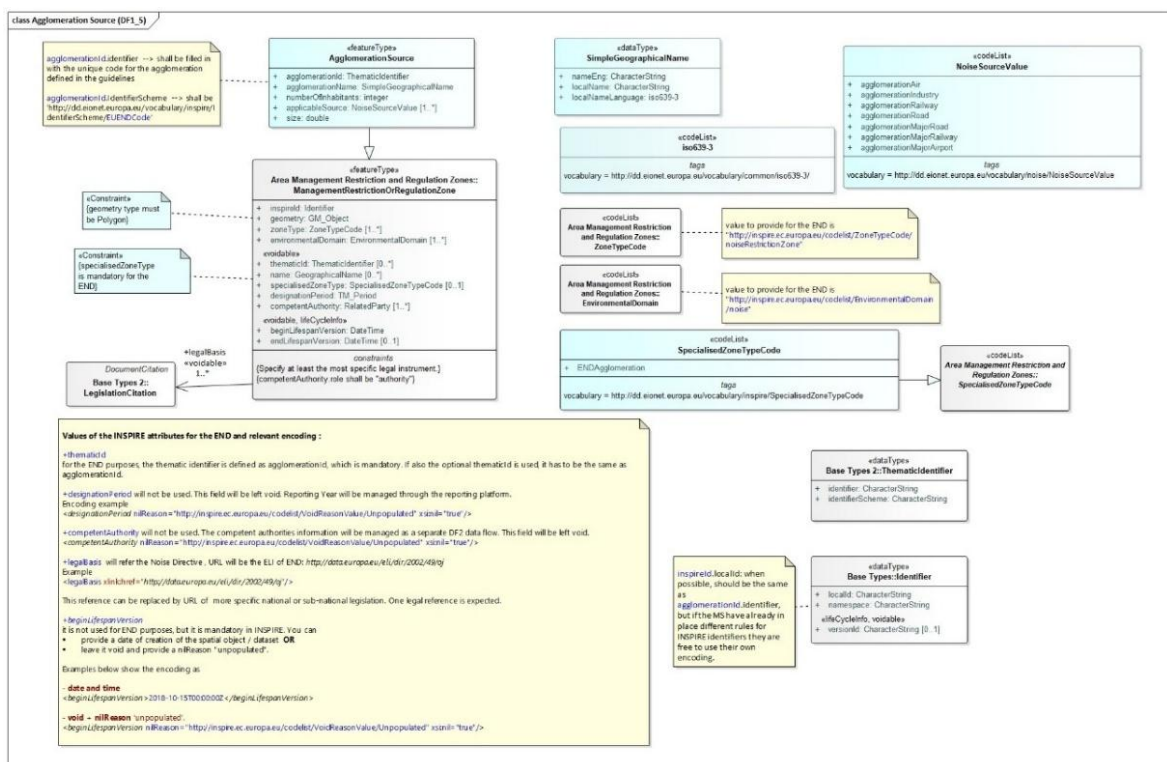 class Agglomeration Source (DF1_5)
agglomerationId.identifier --> shall be filled in
with the unique code for the agglomeration
defined in the guidelines
agglomerationId.identifierScheme --> shall be
'http://dd.eionet.europa.eu/vocabulary/inspire/I
dentifierScheme/EUENDCode'
«featureType»
AgglomerationSource
+ agglomerationId: ThematicIdentifier
+ agglomerationName: SimpleGeographicalName
+ numberOfInhabitants: integer
+ applicableSource: NoiseSourceValue [1..*]
+ size: double
«dataType»
SimpleGeographicalName
+ nameEng: CharacterString
+ localName: CharacterString
+ localNameLanguage: iso639-3
«codeList»
NoiseSourceValue
+ agglomerationAir
+ agglomerationIndustry
+ agglomerationRailway
+ agglomerationRoad
+ agglomerationMajorRoad
+ agglomerationMajorRailway
+ agglomerationMajorAirport
tags
vocabulary = http://dd.eionet.europa.eu/vocabulary/noise/NoiseSourceValue
«codeList»
iso639-3
tags
vocabulary = http://dd.eionet.europa.eu/vocabulary/common/iso639-3/
«featureType»
Area Management Restriction and Regulation Zones::
ManagementRestrictionOrRegulationZone
+ inspireId: Identifier
+ geometry: GM_Object
+ zoneType: ZoneTypeCode [1..*]
+ environmentalDomain: EnvironmentalDomain [1..*]
«voidable»
+ thematicId: ThematicIdentifier [0..*]
+ name: GeographicalName [0..*]
+ specialisedZoneType: SpecialisedZoneTypeCode [0..1]
+ designationPeriod: TM_Period
+ competentAuthority: RelatedParty [1..*]
«voidable, lifeCycleInfo»
+ beginLifespanVersion: DateTime
+ endLifespanVersion: DateTime [0..1]
constraints
{Specify at least the most specific legal instrument.}
{competentAuthority role shall be "authority"}
«Constraint»
{geometry type must
be Polygon}
«Constraint»
{specialisedZoneType
is mandatory for the
END}
+legalBasis
«voidable»
1..*
DocumentCitation
Base Types 2::
LegislationCitation
«codeList»
Area Management Restriction
and Regulation Zones::
ZoneTypeCode
value to provide for the END is
"http://inspire.ec.europa.eu/codelist/ZoneTypeCode/
noiseRestrictionZone"
«codeList»
Area Management Restriction
and Regulation Zones::
EnvironmentalDomain
value to provide for the END is
"http://inspire.ec.europa.eu/codelist/EnvironmentalDomain
/noise"
«codeList»
SpecialisedZoneTypeCode
+ ENDAgglomeration
tags
vocabulary = http://dd.eionet.europa.eu/vocabulary/inspire/SpecialisedZoneTypeCode
«codeList»
Area Management Restriction and
Regulation Zones::
SpecialisedZoneTypeCode
Values of the INSPIRE attributes for the END and relevant encoding :
+thematicId
for the END purposes, the thematic identifier is defined as agglomerationId, which is mandatory. If also the optional thematicId is used, it has to be the same as
agglomerationId.
+designationPeriod will not be used. This field will be left void. Reporting Year will be managed through the reporting platform.
Encoding example
<designationPeriod nilReason="http://inspire.ec.europa.eu/codelist/VoidReasonValue/Unpopulated" xsi:nil="true"/>
+competentAuthority will not be used. The competent authorities information will be managed as a separate DF2 data flow. This field will be left void.
<competentAuthority nilReason="http://inspire.ec.europa.eu/codelist/VoidReasonValue/Unpopulated" xsi:nil="true"/>
+legalBasis will refer the Noise Directive . URL will be the ELI of END: http://data.europa.eu/eli/dir/2002/49/oj
Example
<legalBasis xlink:href="http://data.europa.eu/eli/dir/2002/49/oj"/>
This reference can be replaced by URL of more specific national or sub-national legislation. One legal reference is expected.
+beginLifespanVersion
it is not used for END purposes, but it is mandatory in INSPIRE. You can
• provide a date of creation of the spatial object / dataset OR
• leave it void and provide a nilReason "unpopulated".
Examples below show the encoding as
- date and time
<beginLifespanVersion>2018-10-15T00:00:00Z</beginLifespanVersion>
- void + nilReason 'unpopulated'.
<beginLifespanVersion nilReason="http://inspire.ec.europa.eu/codelist/VoidReasonValue/Unpopulated" xsi:nil="true"/>
«dataType»
Base Types 2::ThematicIdentifier
+ identifier: CharacterString
+ identifierScheme: CharacterString
inspireId.localId: when
possible, should be the same
as
agglomerationId.identifier,
but if the MS have already in
place different rules for
INSPIRE identifiers they are
free to use their own
encoding.
«dataType»
Base Types::Identifier
+ localId: CharacterString
+ namespace: CharacterString
«lifeCycleInfo, voidable»
+ versionId: CharacterString [0..1]